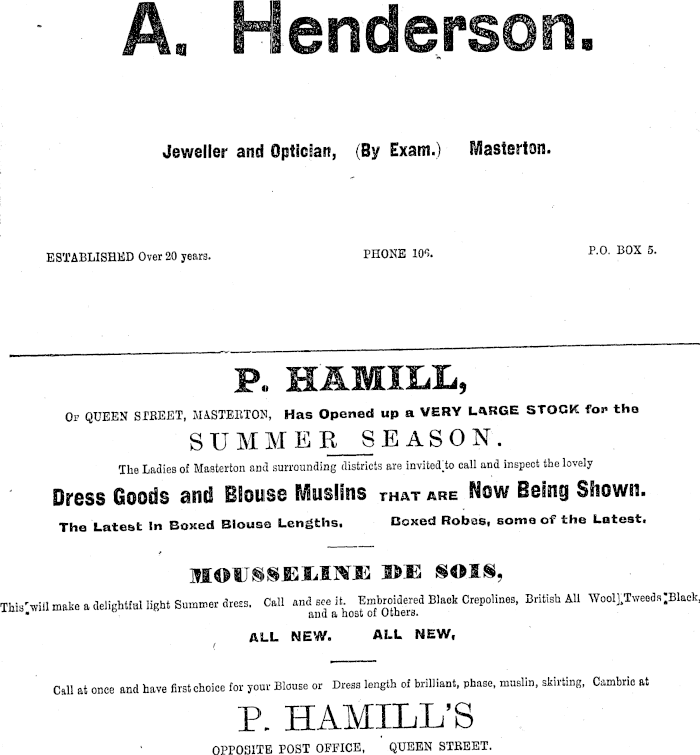 A. Henderson.
Jeweller and Optician, (By Exam.) Masterton.
ESTABLISHED Over 20 years. PHONE 106. P.O. BOX 5.
P. HAMILL,
OF QUEEN STREET, MASTERTON, Has Opened up a VERY LARGE STOCK for the
SUMMER SEASON.
The Ladies of Masterton and surrounding districts are invited to call and inspect the lovely
Dress Goods and Blouse Muslins THAT ARE Now Being Shown.
The Latest in Boxed Blouse Lengths. Boxed Robes, some of the Latest.
MOUSSELINE DE SOIS,
This will make a delightful light Summer dress. Call and see it. Embroidered Black Crepolines, British All Wool Tweeds Black,
and a host of Others.
ALL NEW. ALL NEW,
Call at once and have first choice for your Blouse or Dress length of brilliant, phase, muslin, skirting, Cambric at
P. HAMILL'S
OPPOSITE POST OFFICE, QUEEN STREET.